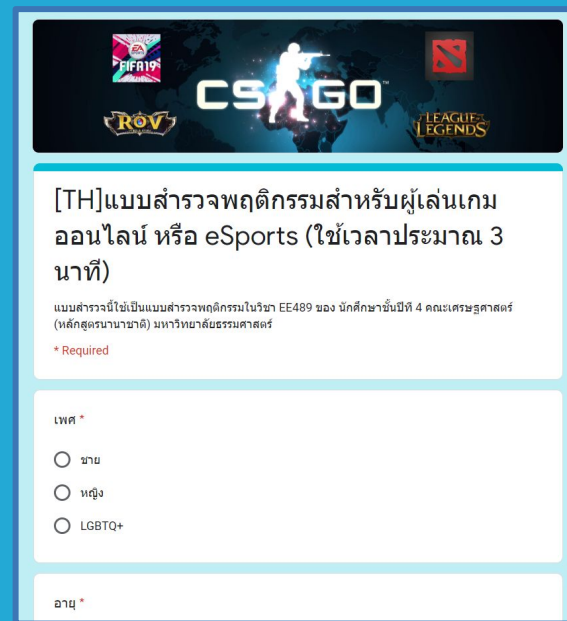 EA
SPORTS
FIFA19
CS GO
ROV
LEAGUE OF
LEGENDS
[TH]แบบสำรวจพฤติกรรมสำหรับผู้เล่นเกม
ออนไลน์ หรือ eSports (ใช้เวลาประมาณ 3
นาที)
แบบสำรวจนี้ใช้เป็นแบบสำรวจพฤติกรรมในวิชา EE489 ของ นักศึกษาชั้นปีที่ 4 คณะเศรษฐศาสตร์
(หลักสูตรนานาชาติ) มหาวิทยาลัยธรรมศาสตร์
* Required
เพศ *
ชาย
หญิง
LGBTQ+
อายุ *